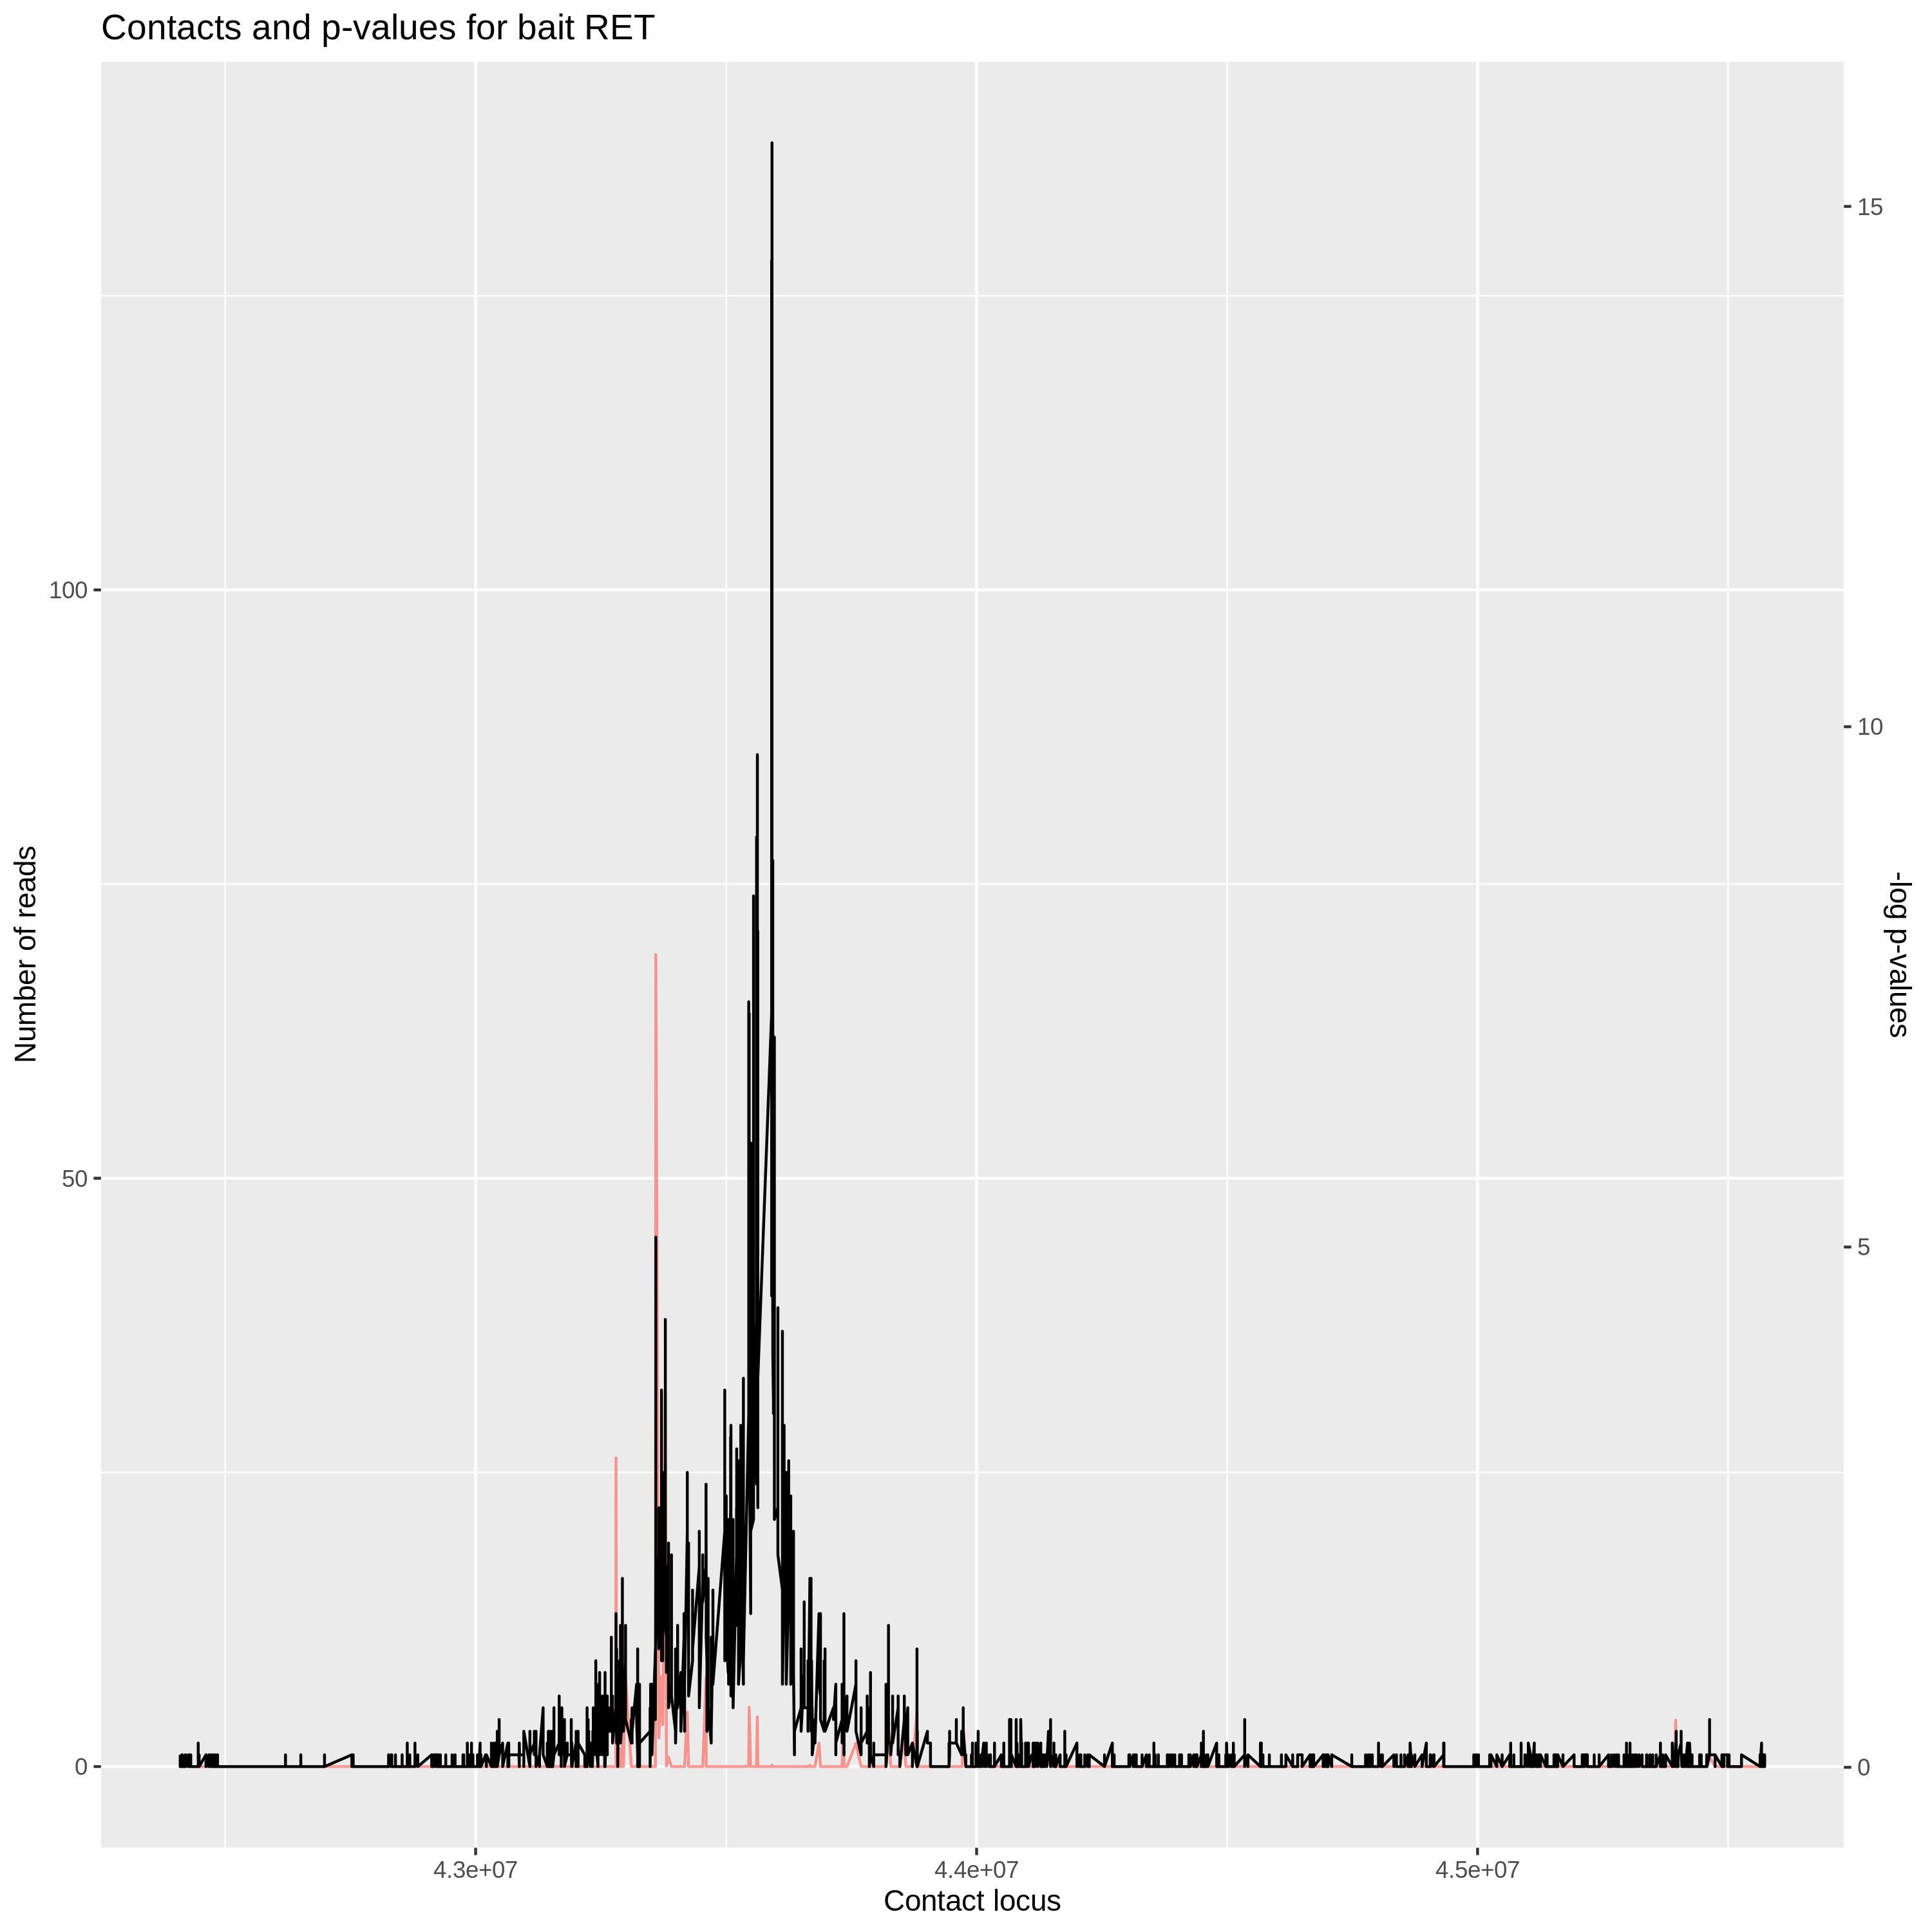 Contacts and p-values for bait RET
Number of reads
100
50
0
15
10
5
0
-log p-values
4.3e+07
4.4e+07
4.5e+07
Contact locus